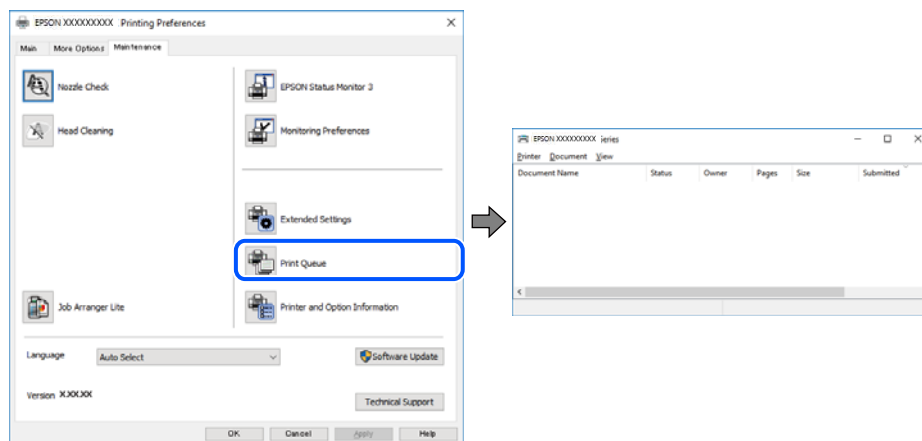 EPSON XXXXXXXXX Printing Preferences
Main More Options Maintenance
Nozzle Check
EPSON Status Monitor 3
Head Cleaning
Monitoring Preferences
Extended Settings
Print Queue
Job Arranger Lite
Printer and Option Information
Language Auto Select
Software Update
Version X.XX.XX
Technical Support
OK Cancel Apply Help
EPSON XXXXXXXXX ieries
Printer Document View
Document Name Status Owner Pages Size Submitted